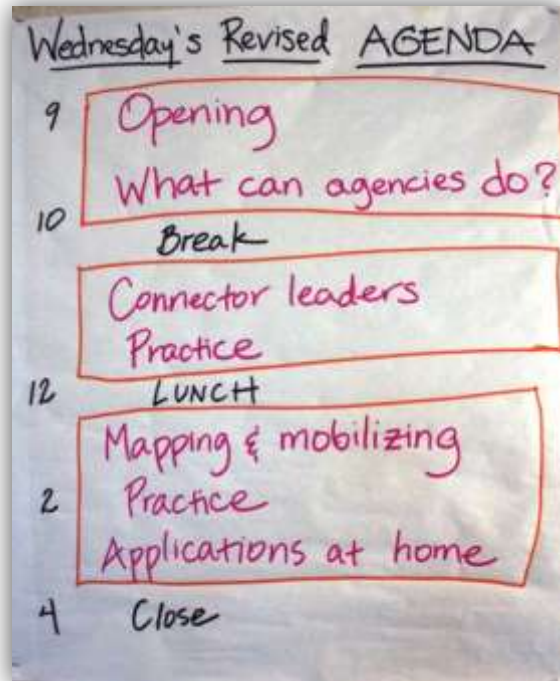 Wednesday's Revised AGENDA
9 Opening
What can agencies do?
10
Break
Connector leaders
Practice
12 LUNCH
Mapping & mobilizing
2 Practice
Applications at home
4 Close